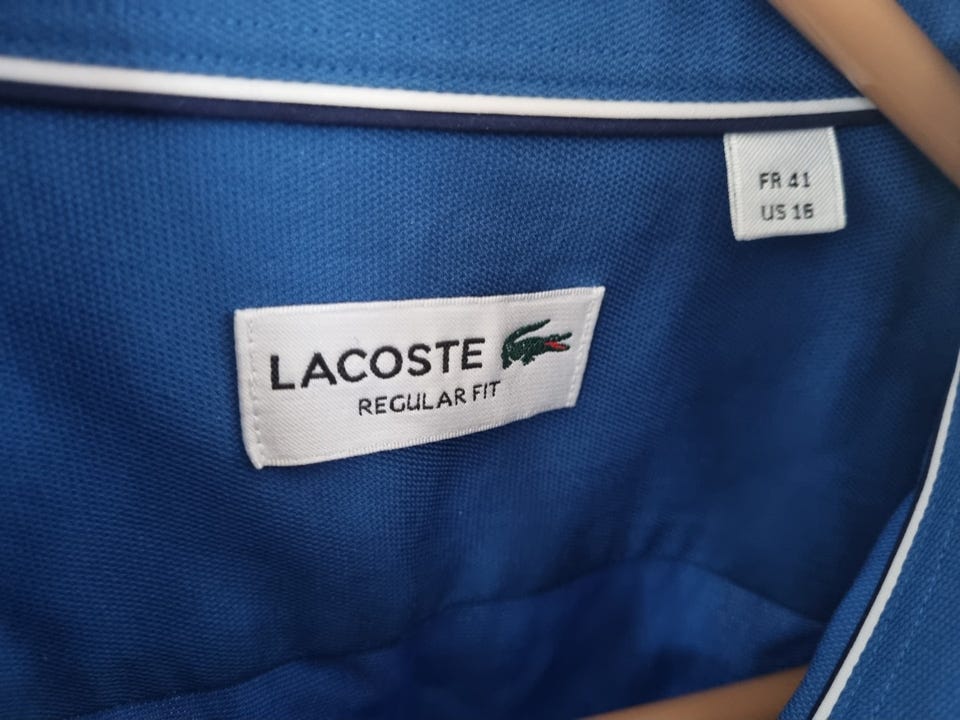 FR 41
US 16
LACOSTE
REGULAR FIT